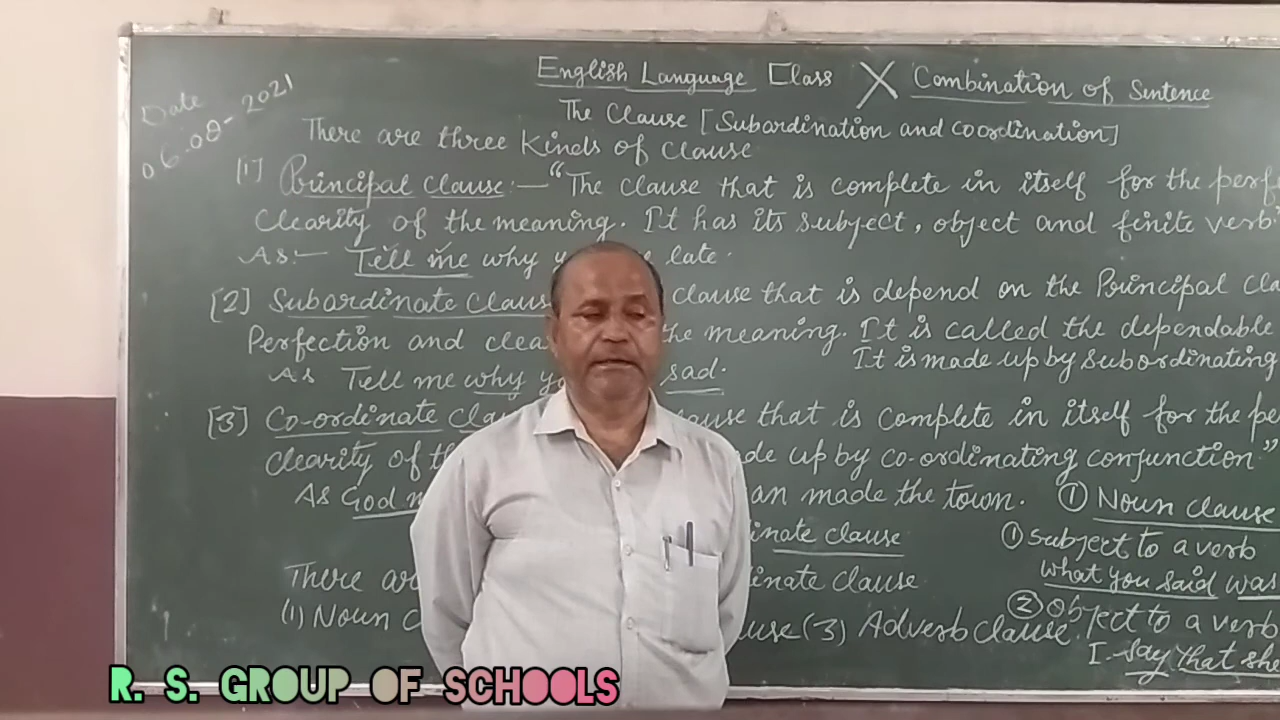 Date
06.08-2021
English Language Class X Combination of Sentence
The Clause [Subordination and coordination]
There are three kinds of clause
[1] Principal Clause:— "The clause that is complete in itself for the perf
Clearity of the meaning. It has its subject, object and finite verb
As:— Tell me why y late.
[2] Subordinate Clause clause that is depend on the Principal Cla
Perfection and clea the meaning. It is called the dependable
It is made up by subordinating
As Tell me why yo sad.
[3] Co-ordinate Cla ause that is complete in itself for the pe
Clearity of th de up by co-ordinating conjunction"
As God m an made the town.
inate clause
There are inate clause
(1) Noun C use (3) Adverb Clause.
① Noun clause
① subject to a verb
what you said was
② Object to a verb
I say that she
R. S. GROUP OF SCHOOLS